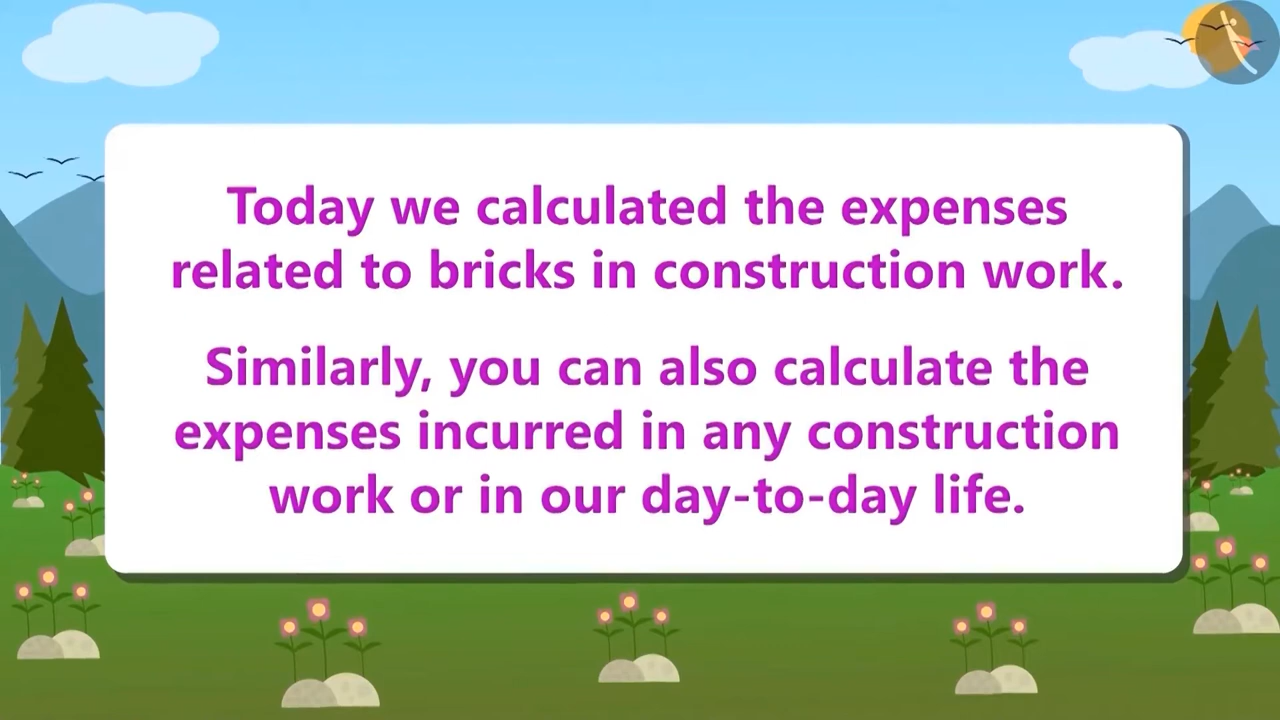 Today we calculated the expenses
related to bricks in construction work.
Similarly, you can also calculate the
expenses incurred in any construction
work or in our day-to-day life.